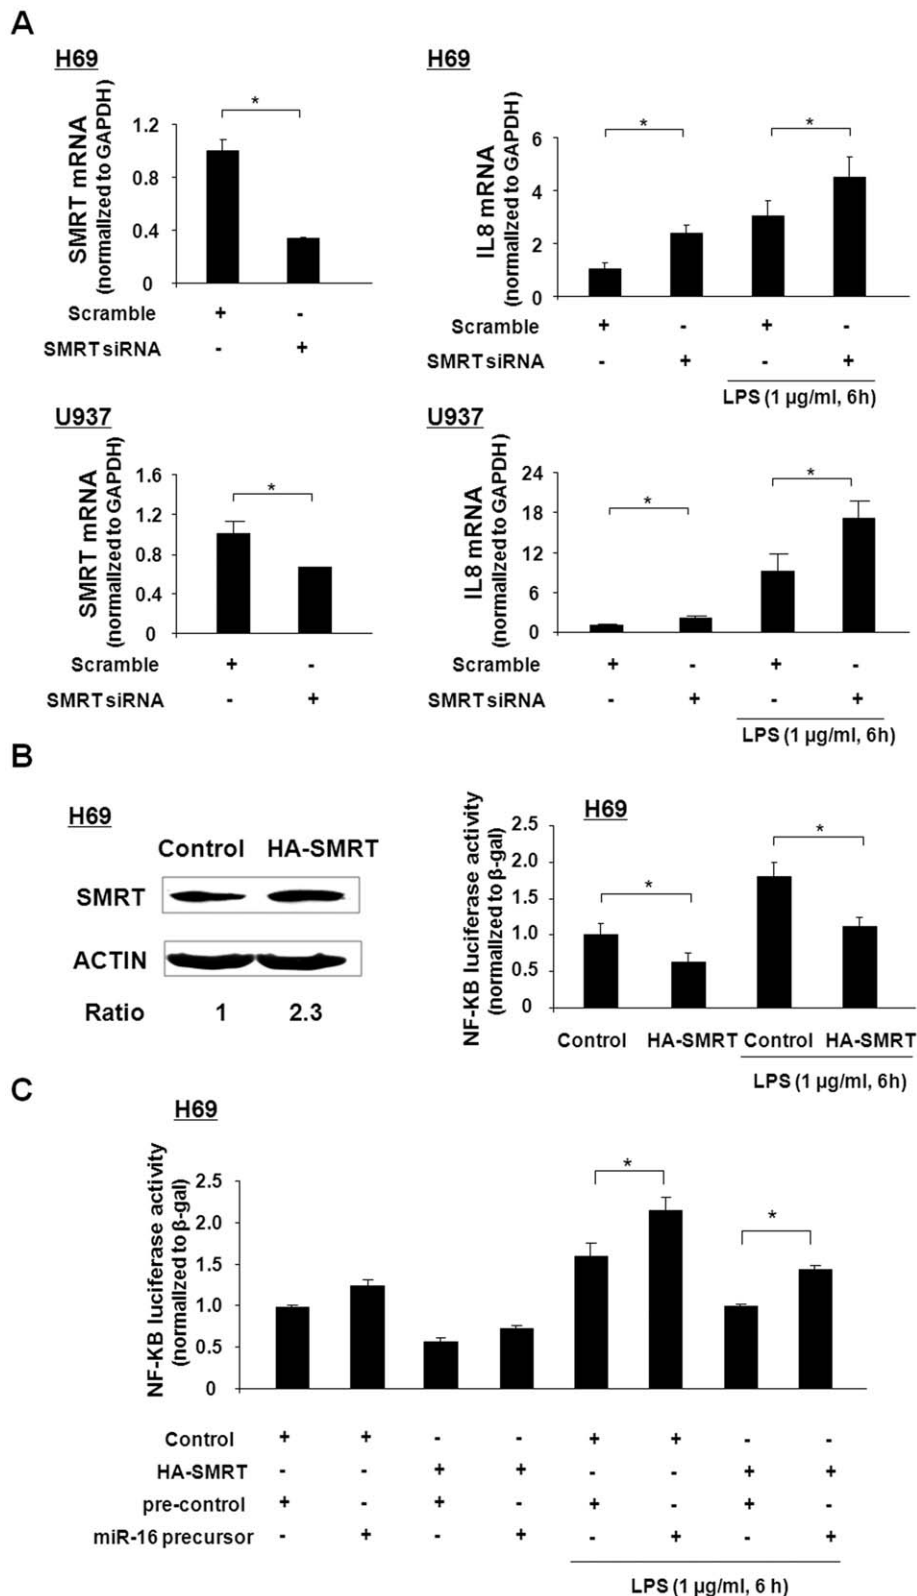 A
H69
SMRT mRNA
(normalized to GAPDH)
*
1.2
0.8
0.4
0
Scramble + -
SMRT siRNA - +
H69
IL8 mRNA
(normalized to GAPDH)
* *
6
4
2
0
Scramble + - + -
SMRT siRNA - + - +
LPS (1 µg/ml, 6h)
U937
SMRT mRNA
(normalized to GAPDH)
*
1.6
1.2
0.8
0.4
0
Scramble + -
SMRT siRNA - +
U937
IL8 mRNA
(normalized to GAPDH)
* *
24
18
12
6
0
Scramble + - + -
SMRT siRNA - + - +
LPS (1 µg/ml, 6h)
B
H69
Control HA-SMRT
SMRT
ACTIN
Ratio 1 2.3
H69
NF-KB luciferase activity
(normalized to β-gal)
* *
2.5
2.0
1.5
1.0
0.5
0
Control HA-SMRT Control HA-SMRT
LPS (1 µg/ml, 6h)
C
H69
NF-KB luciferase activity
(normalized to β-gal)
* *
2.5
2.0
1.5
1.0
0.5
0
Control + + - - + + - -
HA-SMRT - - + + - - + +
pre-control + - + - + - + -
miR-16 precursor - + - + - + - +
LPS (1 µg/ml, 6 h)